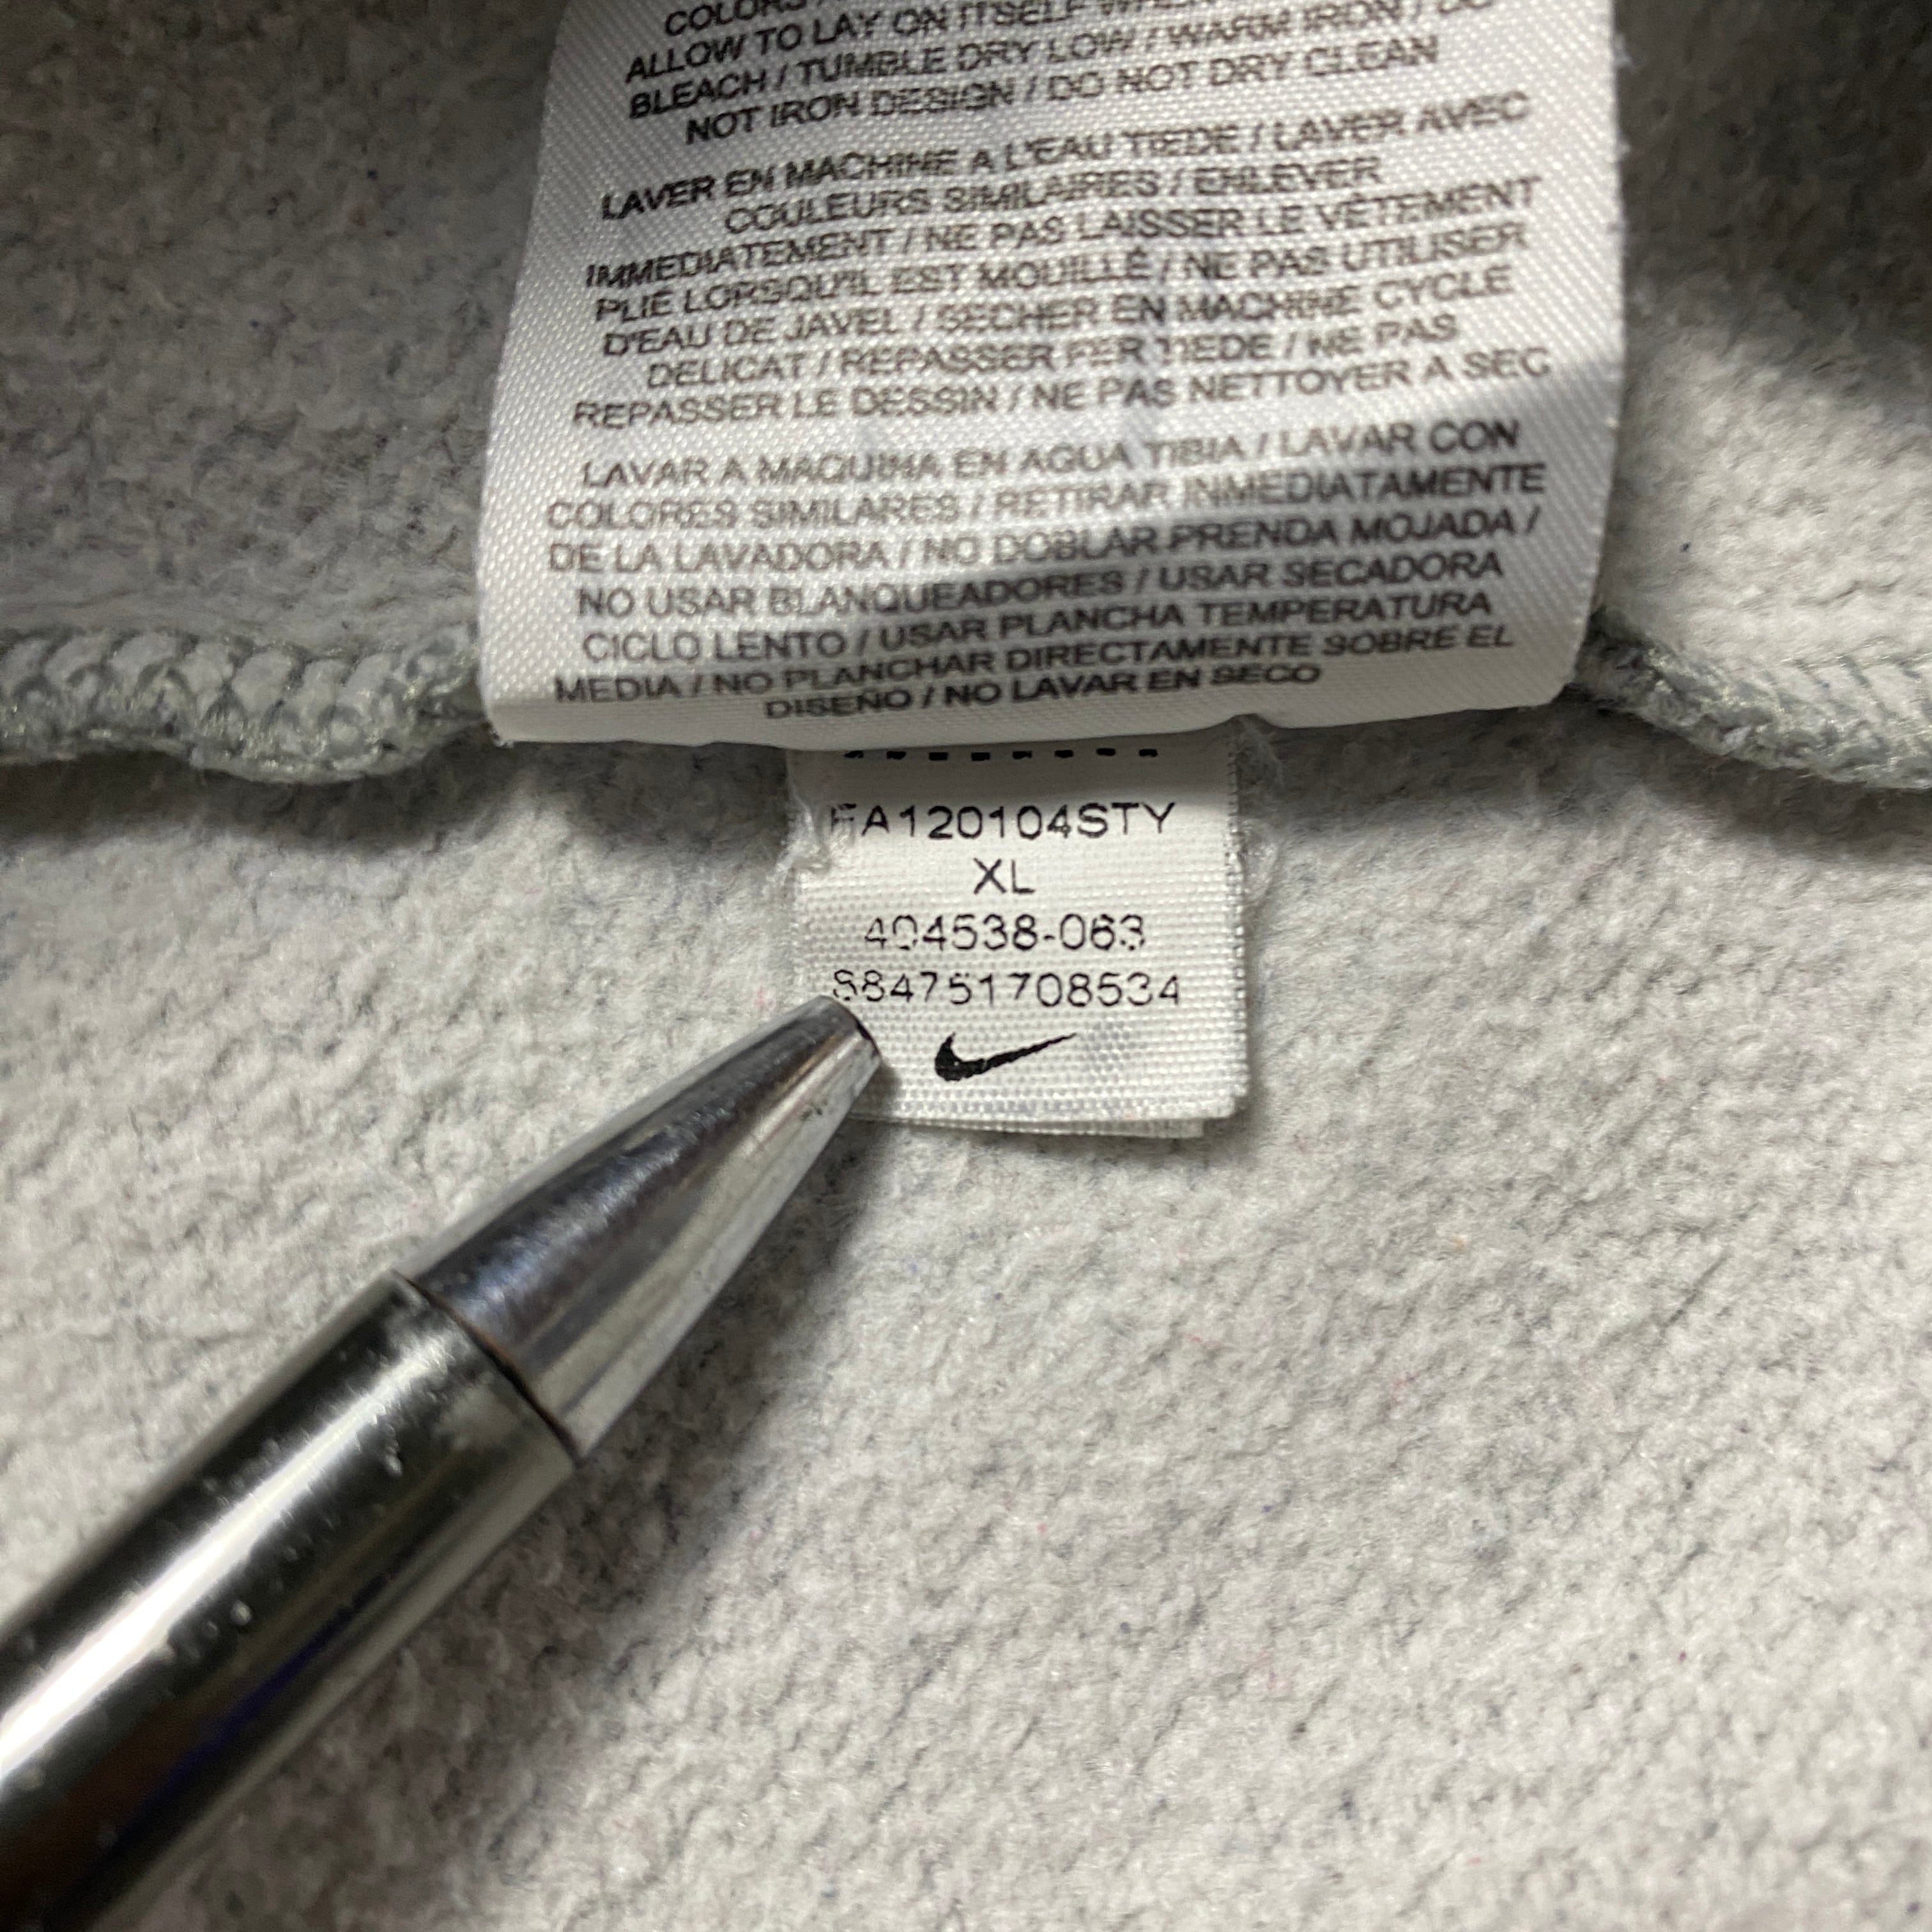 COLORS
ALLOW TO LAY ON ITSELF
BLEACH / TUMBLE DRY LOW / WARM IRON / DO
NOT IRON DESIGN / DO NOT DRY CLEAN
LAVER EN MACHINE A L'EAU TIEDE / LAVER AVEC
COULEURS SIMILAIRES / ENLEVER
IMMEDIATEMENT / NE PAS LAISSER LE VÊTEMENT
PLIE LORSQU'IL EST MOUILLÉ / NE PAS UTILISER
D'EAU DE JAVEL / SECHER EN MACHINE CYCLE
DELICAT / REPASSER FER TIEDE / NE PAS
REPASSER LE DESSIN / NE PAS NETTOYER A SEC
LAVAR A MAQUINA EN AGUA TIBIA / LAVAR CON
COLORES SIMILARES / RETIRAR INMEDIATAMENTE
DE LA LAVADORA / NO DOBLAR PRENDA MOJADA /
NO USAR BLANQUEADORES / USAR SECADORA
CICLO LENTO / USAR PLANCHA TEMPERATURA
MEDIA / NO PLANCHAR DIRECTAMENTE SOBRE EL
DISEÑO / NO LAVAR EN SECO
FA120104STY
XL
404538-063
884751708534